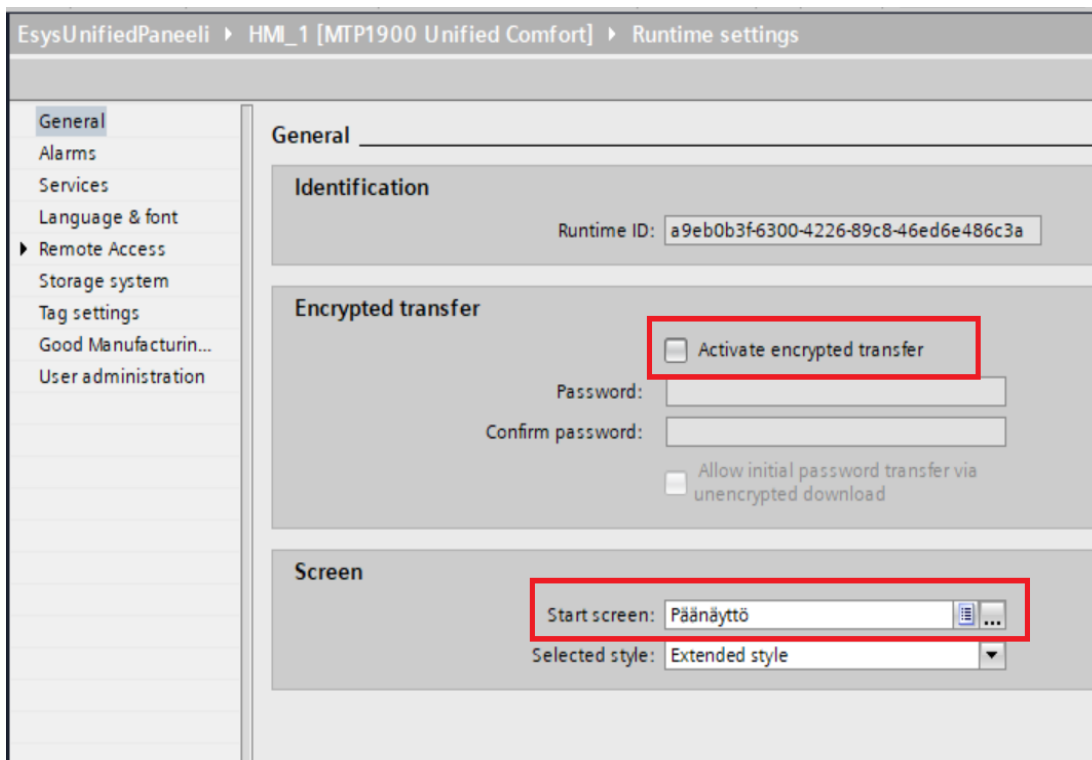 EsysUnifiedPaneeli ▸ HMI_1 [MTP1900 Unified Comfort] ▸ Runtime settings
General
Alarms
Services
Language & font
Remote Access
Storage system
Tag settings
Good Manufacturin...
User administration
General
Identification
Runtime ID: a9eb0b3f-6300-4226-89c8-46ed6e486c3a
Encrypted transfer
Activate encrypted transfer
Password:
Confirm password:
Allow initial password transfer via
unencrypted download
Screen
Start screen: Päänäyttö ...
Selected style: Extended style